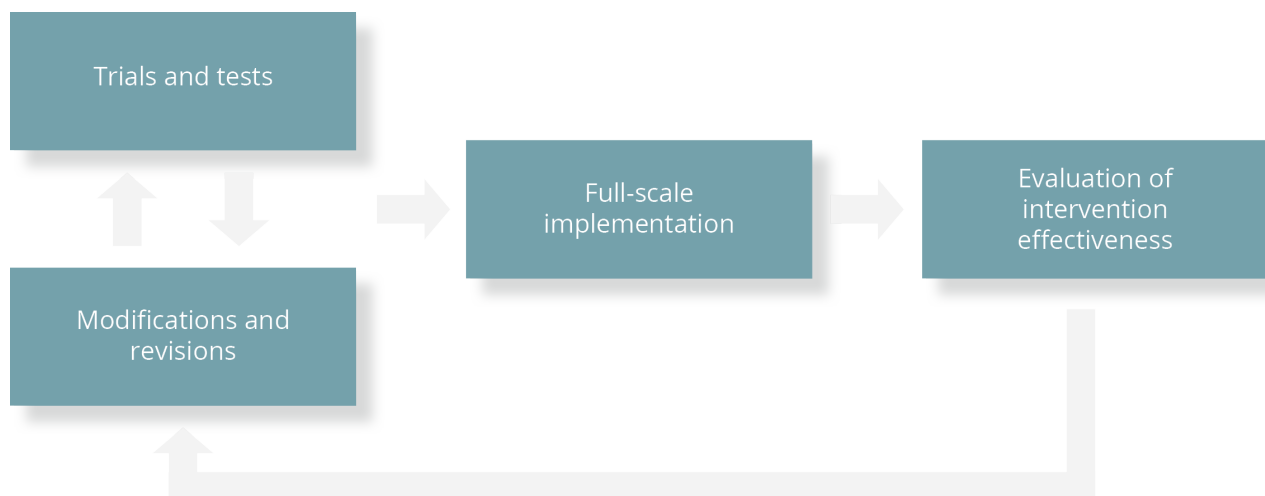 Trials and tests
Modifications and
revisions
Full-scale
implementation
Evaluation of
intervention
effectiveness